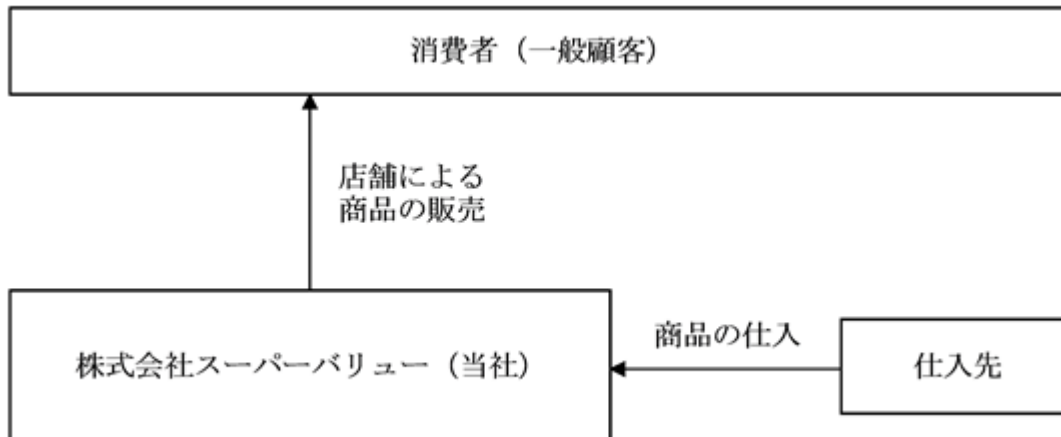 消費者（一般顧客）
店舗による
商品の販売
株式会社スーパーバリュー（当社）
商品の仕入
仕入先